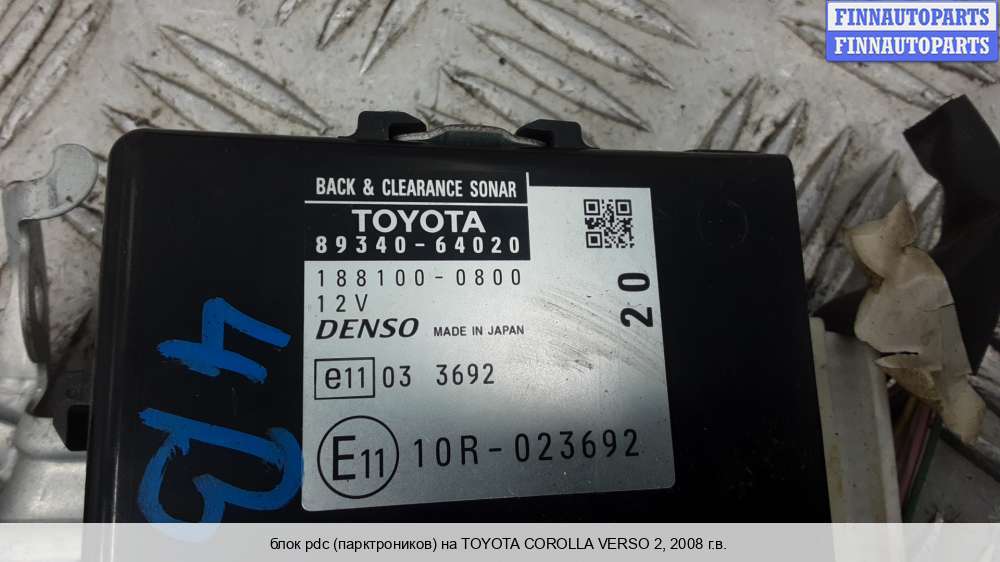 FINNAUTOPARTS
FINNAUTOPARTS
BACK & CLEARANCE SONAR
TOYOTA
89340-64020
188100-0800
12V
DENSO MADE IN JAPAN
20
e11 03 3692
E11 10R-023692
блок pdc (парктроников) на TOYOTA COROLLA VERSO 2, 2008 г.в.